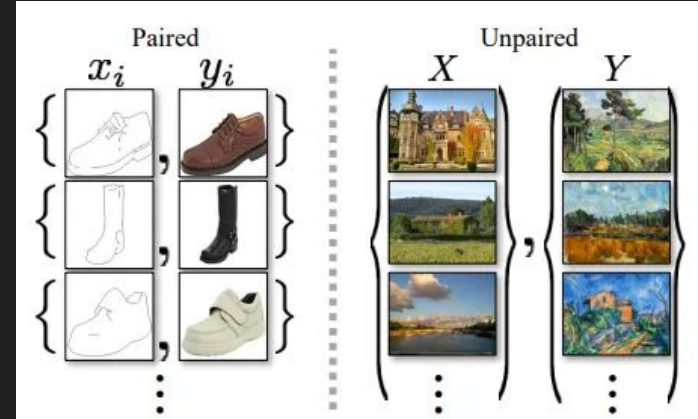 Paired
Unpaired
x_i
y_i
X
Y
{ , }
{ , }
{ , }
⋮
{ } , { }
⋮ ⋮